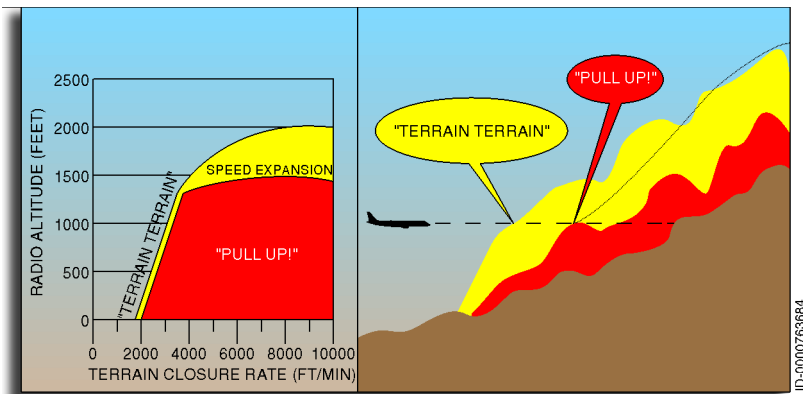 2500
2000
1500
1000
500
0
RADIO ALTITUDE (FEET)
"TERRAIN TERRAIN"
SPEED EXPANSION
"PULL UP!"
0 2000 4000 6000 8000 10000
TERRAIN CLOSURE RATE (FT/MIN)
"PULL UP!"
"TERRAIN TERRAIN"
ID-0000763684